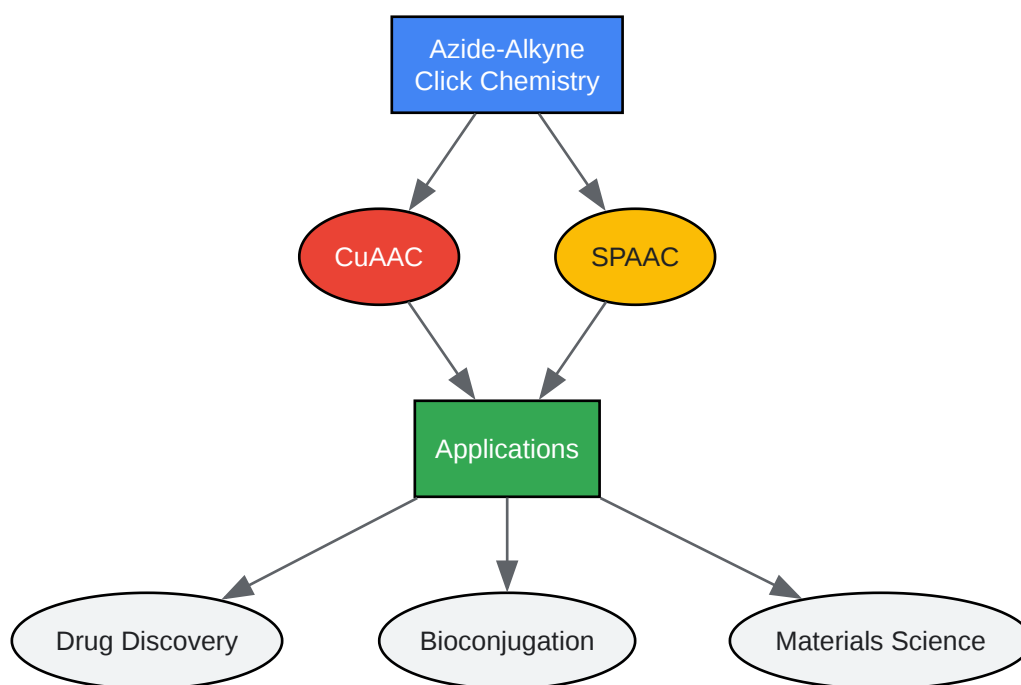 Azide-Alkyne
Click Chemistry
CuAAC
SPAAC
Applications
Drug Discovery
Bioconjugation
Materials Science